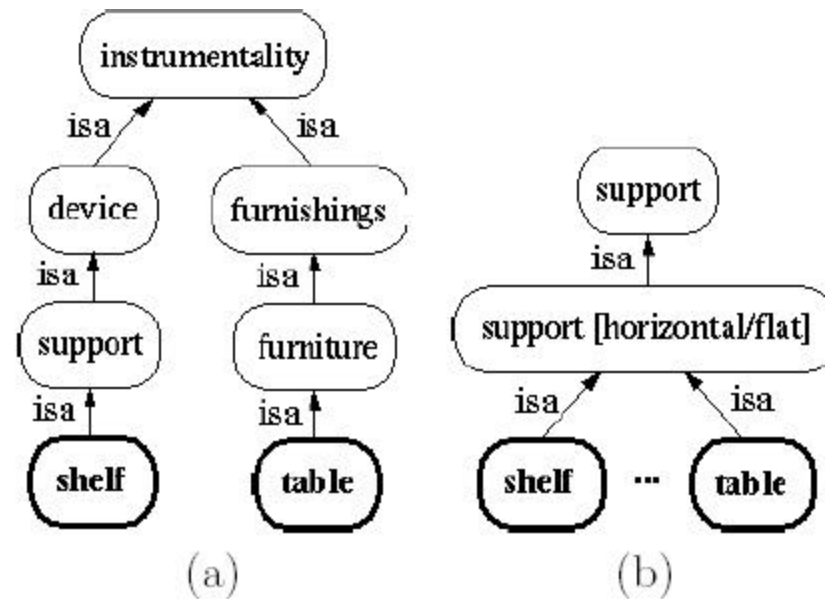 instrumentality
isa isa
device furnishings
isa isa
support furniture
isa isa
shelf table
(a)
support
isa
support [horizontal/flat]
isa isa
shelf ... table
(b)